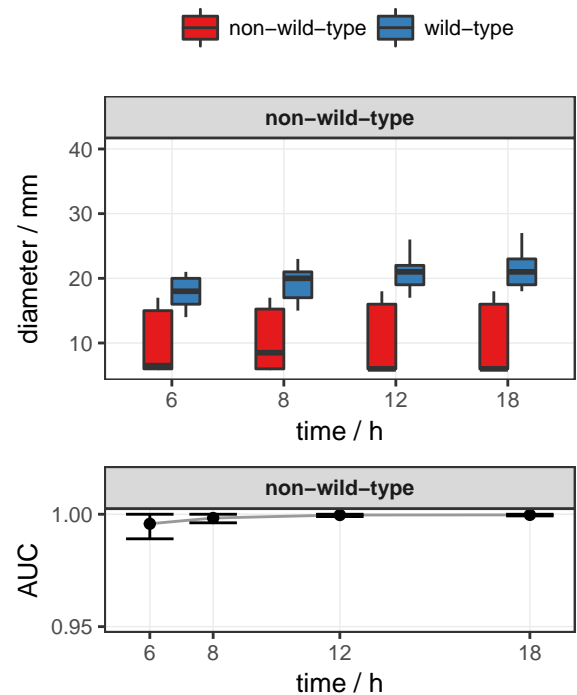 non−wild−type wild−type
non−wild−type
40
30
20
10
diameter / mm
6 8 12 18
time / h
non−wild−type
1.00
0.95
AUC
6 8 12 18
time / h